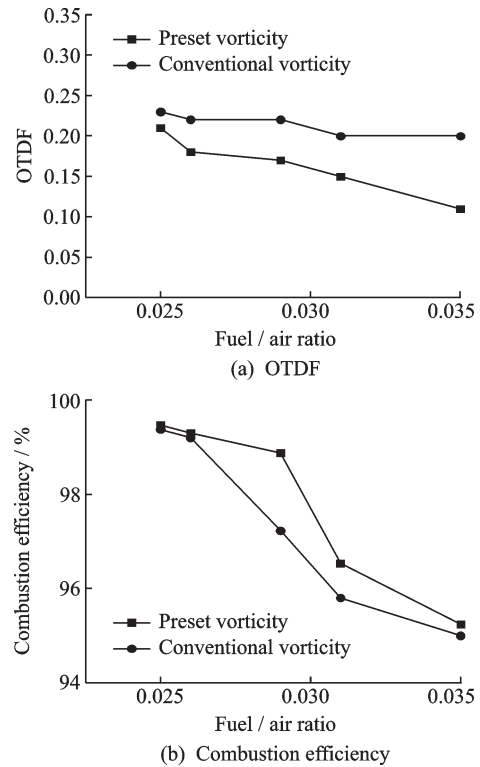 0.35
Preset vorticity
0.30
Conventional vorticity
0.25
0.20
OTDF
0.15
0.10
0.05
0.00
0.025
0.030
0.035
Fuel / air ratio
(a) OTDF
100
98
Combustion efficiency / %
96
Preset vorticity
Conventional vorticity
94
0.025
0.030
0.035
Fuel / air ratio
(b) Combustion efficiency